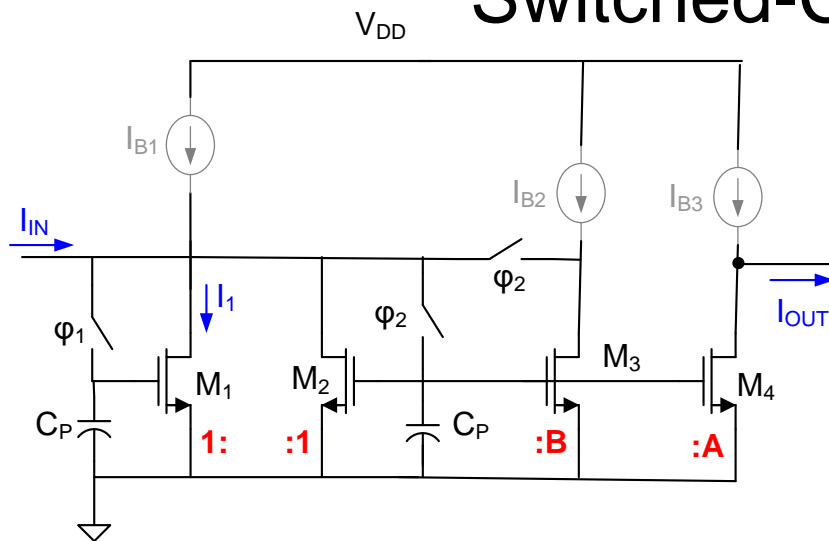 Switched-C
VDD
IB1
IB2
IB3
IIN
I1
φ1
φ2
φ2
IOUT
M1
M2
M3
M4
CP
CP
1:
:1
:B
:A